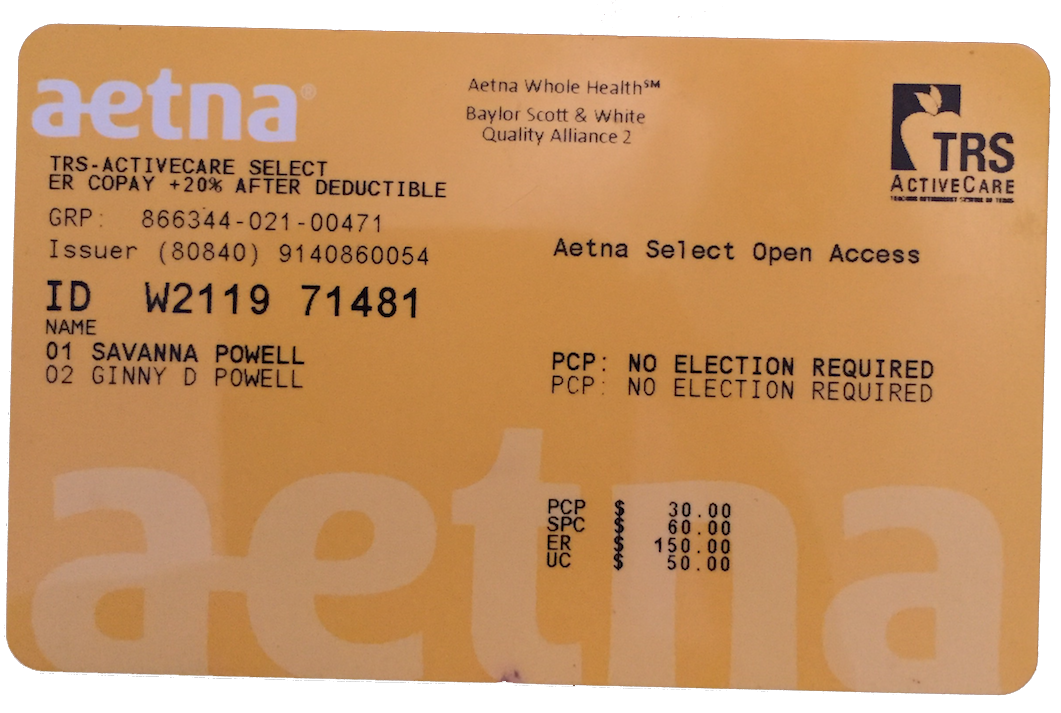 aetna®
Aetna Whole Health℠
Baylor Scott & White
Quality Alliance 2
TRS
ACTIVECARE
TRS-ACTIVECARE SELECT
ER COPAY +20% AFTER DEDUCTIBLE
GRP: 866344-021-00471
Issuer (80840) 9140860054
Aetna Select Open Access
ID W2119 71481
NAME
01 SAVANNA POWELL PCP: NO ELECTION REQUIRED
02 GINNY D POWELL PCP: NO ELECTION REQUIRED
aetna
PCP $ 30.00
SPC $ 60.00
ER $ 150.00
UC $ 50.00